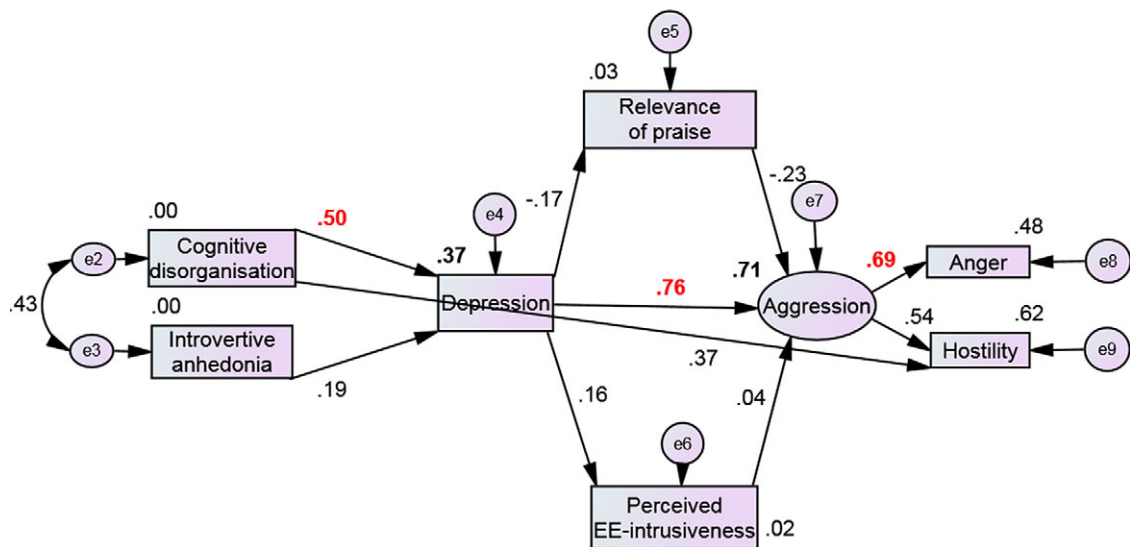 e5
.03
Relevance
of praise
-.17
-.23
e4
e7
.00
.50
.37
.48
e2
Cognitive
disorganisation
.71
.69
Anger
e8
.43
.00
Depression
.76
Aggression
.54
.62
e3
Introvertive
anhedonia
.37
Hostility
e9
.19
.16
.04
e6
Perceived
EE-intrusiveness
.02